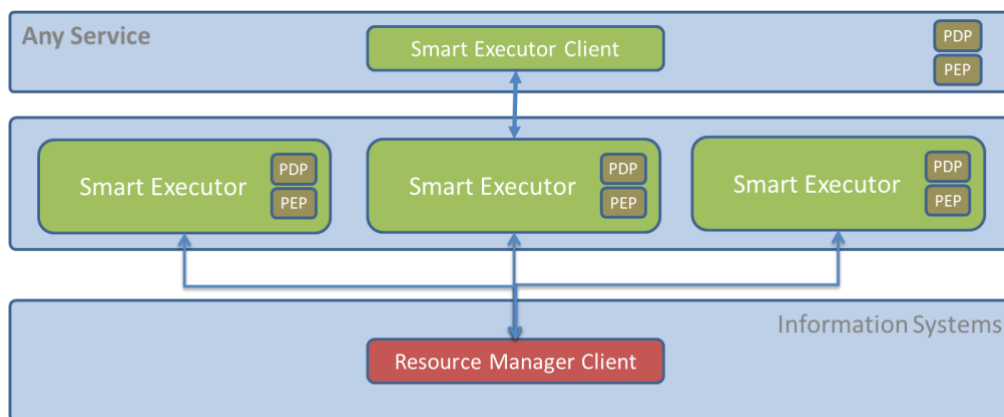 Any Service
Smart Executor Client
PDP
PEP
Smart Executor
PDP
PEP
Smart Executor
PDP
PEP
Smart Executor
PDP
PEP
Information Systems
Resource Manager Client